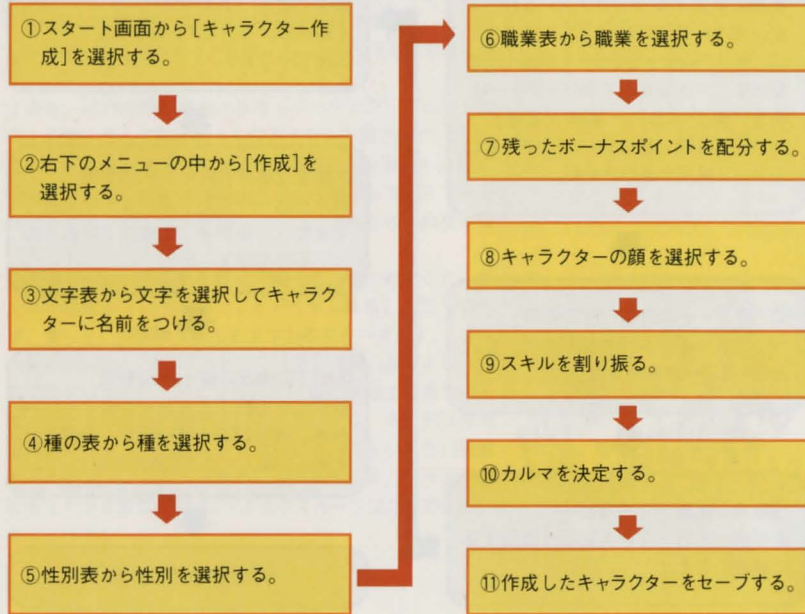 ①スタート画面から[キャラクター作
成]を選択する。
②右下のメニューの中から[作成]を
選択する。
③文字表から文字を選択してキャラク
ターに名前をつける。
④種の表から種を選択する。
⑤性別表から性別を選択する。
⑥職業表から職業を選択する。
⑦残ったボーナスポイントを配分する。
⑧キャラクターの顔を選択する。
⑨スキルを割り振る。
⑩カルマを決定する。
⑪作成したキャラクターをセーブする。